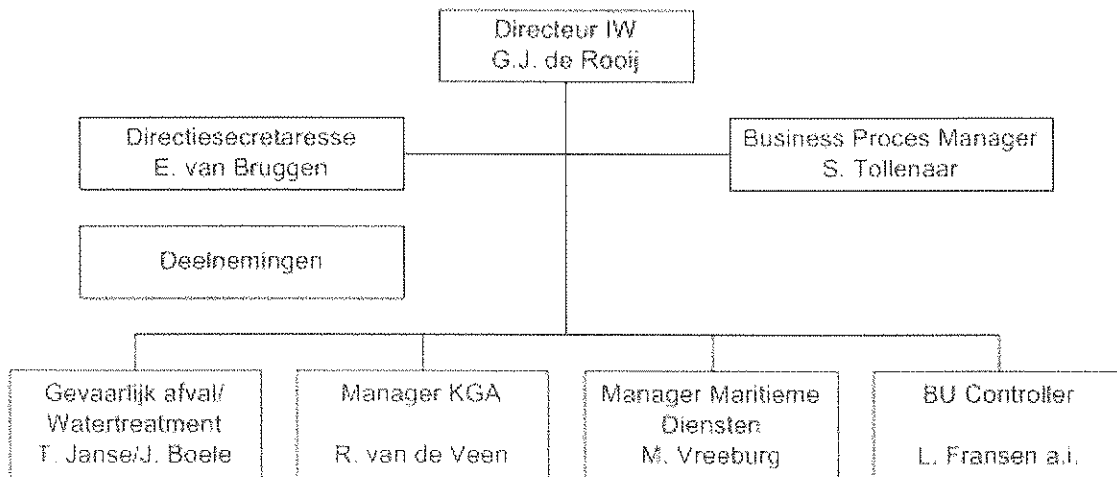 Directeur IW
G.J. de Rooij
Directiesecretaresse
E. van Bruggen
Business Proces Manager
S. Tollenaar
Deelnemingen
Gevaarlijk afval/
Watertreatment
T. Janse/J. Boele
Manager KGA
R. van de Veen
Manager Maritieme
Diensten
M. Vreeburg
BU Controller
L. Fransen a.i.